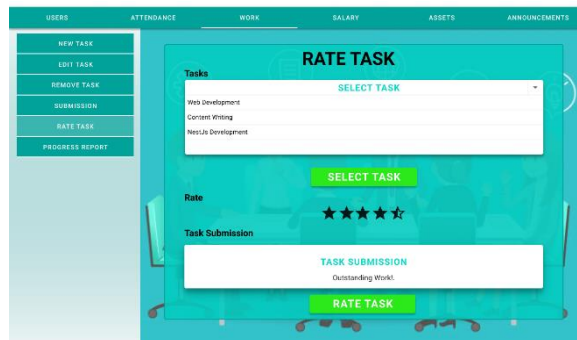 USERS ATTENDANCE WORK SALARY ASSETS ANNOUNCEMENTS
NEW TASK
EDIT TASK
REMOVE TASK
SUBMISSION
RATE TASK
PROGRESS REPORT
RATE TASK
Tasks
SELECT TASK
Web Development
Content Writing
NestJs Development
SELECT TASK
Rate
Task Submission
TASK SUBMISSION
Outstanding Work!.
RATE TASK